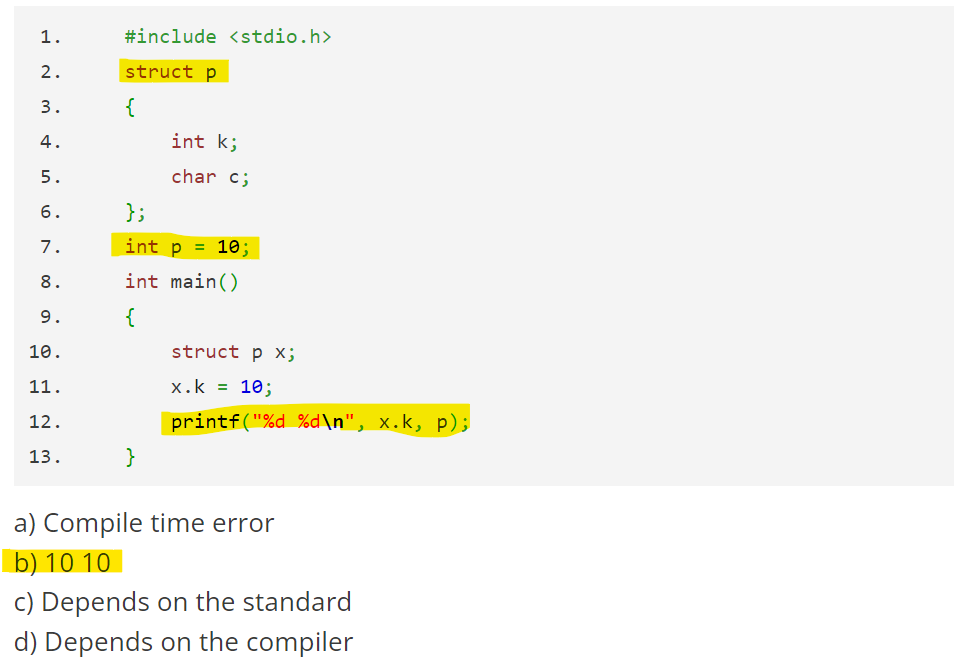 1. #include <stdio.h>
2. struct p
3. {
4. int k;
5. char c;
6. };
7. int p = 10;
8. int main()
9. {
10. struct p x;
11. x.k = 10;
12. printf("%d %d\n", x.k, p);
13. }
a) Compile time error
b) 10 10
c) Depends on the standard
d) Depends on the compiler